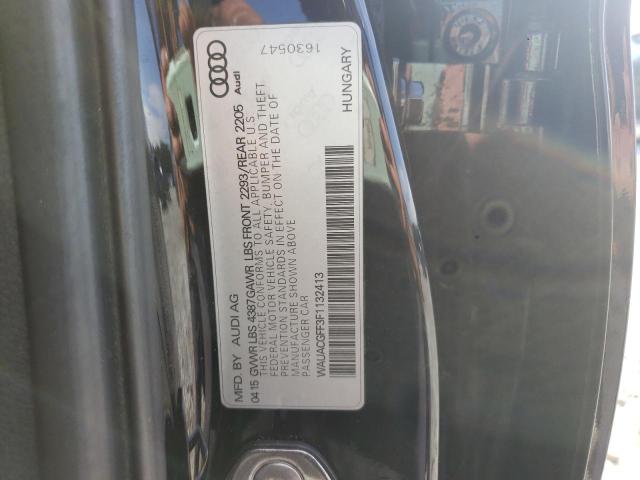 MFD. BY AUDI AG
04 15 GVWR LBS 4387 GAWR LBS FRONT 2293/REAR 2205
Audi
THIS VEHICLE CONFORMS TO ALL APPLICABLE U.S.
FEDERAL MOTOR VEHICLE SAFETY, BUMPER AND THEFT
PREVENTION STANDARDS IN EFFECT ON THE DATE OF
MANUFACTURE SHOWN ABOVE
PASSENGER CAR
WAUACGFF3F1132413
1630547
HUNGARY